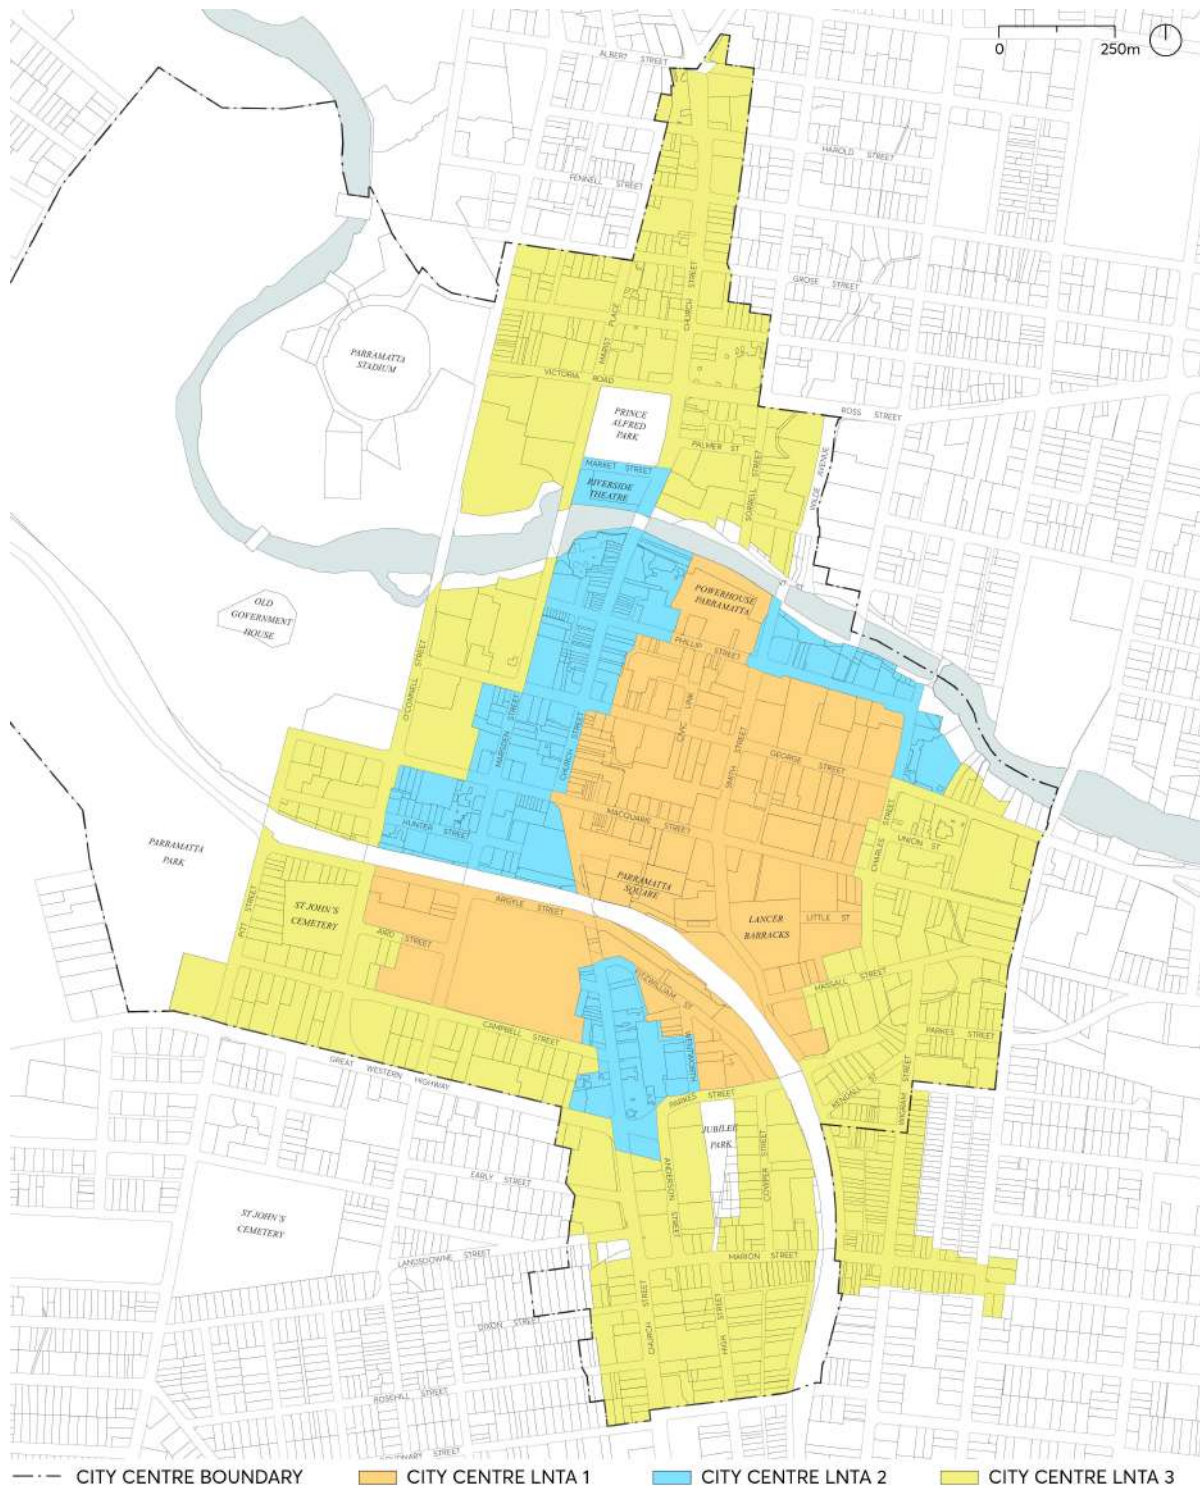 0 250m
ALBERT STREET
HAROLD STREET
FENNELL STREET
GROSE STREET
CHURCH STREET
MARIST PLACE
PARRAMATTA
STADIUM
VICTORIA ROAD
ROSS STREET
PRINCE
ALFRED
PARK
PALMER ST
MARKET STREET
RIVERSIDE
THEATRE
SORRELL STREET
WILDE AVENUE
OLD
GOVERNMENT
HOUSE
POWERHOUSE
PARRAMATTA
PHILLIP STREET
O'CONNELL STREET
MARSDEN STREET
CHURCH STREET
CIVIC LINK
SMITH STREET
GEORGE STREET
MACQUARIE STREET
HUNTER STREET
CHARLES STREET
UNION ST
PARRAMATTA
PARK
PARRAMATTA
SQUARE
ARGYLE STREET
LANCER
BARRACKS
LITTLE ST
PITT STREET
ST JOHN'S
CEMETERY
AIRD STREET
HASSALL STREET
FITZWILLIAM ST
CAMPBELL STREET
WENTWORTH
PARKES STREET
GREAT WESTERN HIGHWAY
PARKES STREET
KENDALL ST
WIGRAM STREET
JUBILEE
PARK
COWPER STREET
ANDERSON STREET
EARLY STREET
ST JOHN'S
CEMETERY
LANSDOWNE STREET
MARION STREET
CHURCH STREET
HIGH STREET
DIXON STREET
ROSEHILL STREET
STREET
CITY CENTRE BOUNDARY CITY CENTRE LNTA 1 CITY CENTRE LNTA 2 CITY CENTRE LNTA 3